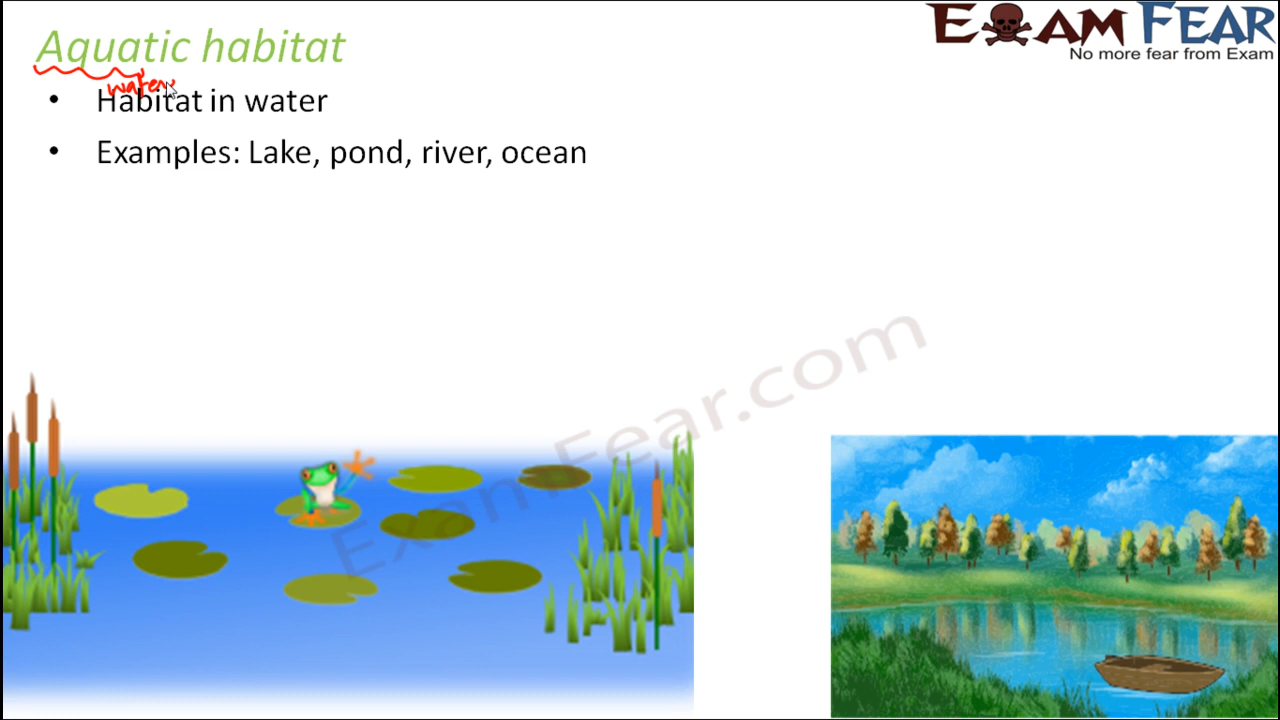 Aquatic habitat
water
• Habitat in water
• Examples: Lake, pond, river, ocean
EXAM FEAR
No more fear from Exam
ExamFear.com